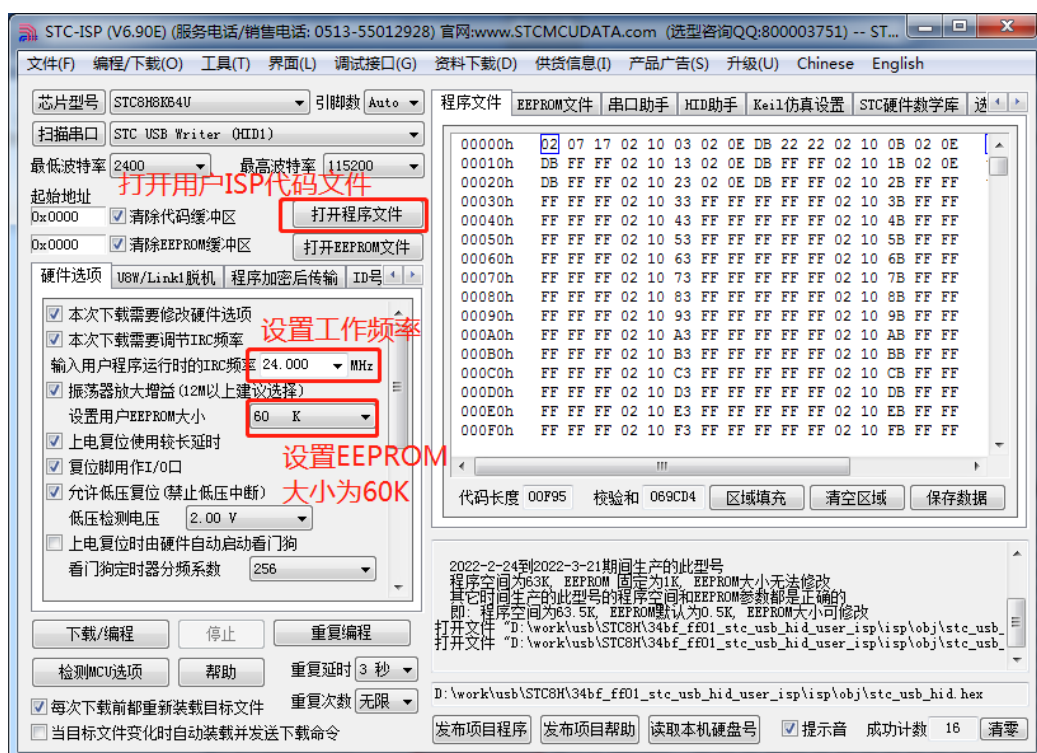 STC-ISP (V6.90E) (服务电话/销售电话: 0513-55012928) 官网:www.STCMCUDATA.com (选型咨询QQ:800003751) -- ST...
文件(F) 编程/下载(O) 工具(T) 界面(L) 调试接口(G) 资料下载(D) 供货信息(I) 产品广告(S) 升级(U) Chinese English
芯片型号 STC8H8K64U 引脚数 Auto
扫描串口 STC USB Writer (HID1)
最低波特率 2400 最高波特率 115200
打开用户ISP代码文件
起始地址
0x0000 清除代码缓冲区 打开程序文件
0x0000 清除EEPROM缓冲区 打开EEPROM文件
硬件选项 U8W/Link1脱机 程序加密后传输 ID号
本次下载需要修改硬件选项
设置工作频率
本次下载需要调节IRC频率
输入用户程序运行时的IRC频率 24.000 MHz
振荡器放大增益(12M以上建议选择)
设置用户EEPROM大小 60 K
上电复位使用较长延时
设置EEPROM
复位脚用作I/O口
大小为60K
允许低压复位(禁止低压中断)
低压检测电压 2.00 V
上电复位时由硬件自动启动看门狗
看门狗定时器分频系数 256
下载/编程 停止 重复编程
检测MCU选项 帮助 重复延时 3 秒
每次下载前都重新装载目标文件 重复次数 无限
当目标文件变化时自动装载并发送下载命令
程序文件 EEPROM文件 串口助手 HID助手 Keil仿真设置 STC硬件数学库
00000h 02 07 17 02 10 03 02 0E DB 22 22 02 10 0B 02 0E
00010h DB FF FF 02 10 13 02 0E DB FF FF 02 10 1B 02 0E
00020h DB FF FF 02 10 23 02 0E DB FF FF 02 10 2B FF FF
00030h FF FF FF 02 10 33 FF FF FF FF FF 02 10 3B FF FF
00040h FF FF FF 02 10 43 FF FF FF FF FF 02 10 4B FF FF
00050h FF FF FF 02 10 53 FF FF FF FF FF 02 10 5B FF FF
00060h FF FF FF 02 10 63 FF FF FF FF FF 02 10 6B FF FF
00070h FF FF FF 02 10 73 FF FF FF FF FF 02 10 7B FF FF
00080h FF FF FF 02 10 83 FF FF FF FF FF 02 10 8B FF FF
00090h FF FF FF 02 10 93 FF FF FF FF FF 02 10 9B FF FF
000A0h FF FF FF 02 10 A3 FF FF FF FF FF 02 10 AB FF FF
000B0h FF FF FF 02 10 B3 FF FF FF FF FF 02 10 BB FF FF
000C0h FF FF FF 02 10 C3 FF FF FF FF FF 02 10 CB FF FF
000D0h FF FF FF 02 10 D3 FF FF FF FF FF 02 10 DB FF FF
000E0h FF FF FF 02 10 E3 FF FF FF FF FF 02 10 EB FF FF
000F0h FF FF FF 02 10 F3 FF FF FF FF FF 02 10 FB FF FF
代码长度 00F95 校验和 069CD4 区域填充 清空区域 保存数据
2022-2-24到2022-3-21期间生产的此型号
程序空间为63K, EEPROM 固定为1K, EEPROM大小无法修改
其它时间生产的此型号的程序空间和EEPROM参数都是正确的
即: 程序空间为63.5K, EEPROM默认为0.5K, EEPROM大小可修改
打开文件 "D:\work\usb\STC8H\34bf_ff01_stc_usb_hid_user_isp\isp\obj\stc_usb_
打开文件 "D:\work\usb\STC8H\34bf_ff01_stc_usb_hid_user_isp\isp\obj\stc_usb_
D:\work\usb\STC8H\34bf_ff01_stc_usb_hid_user_isp\isp\obj\stc_usb_hid.hex
发布项目程序 发布项目帮助 读取本机硬盘号 提示音 成功计数 16 清零